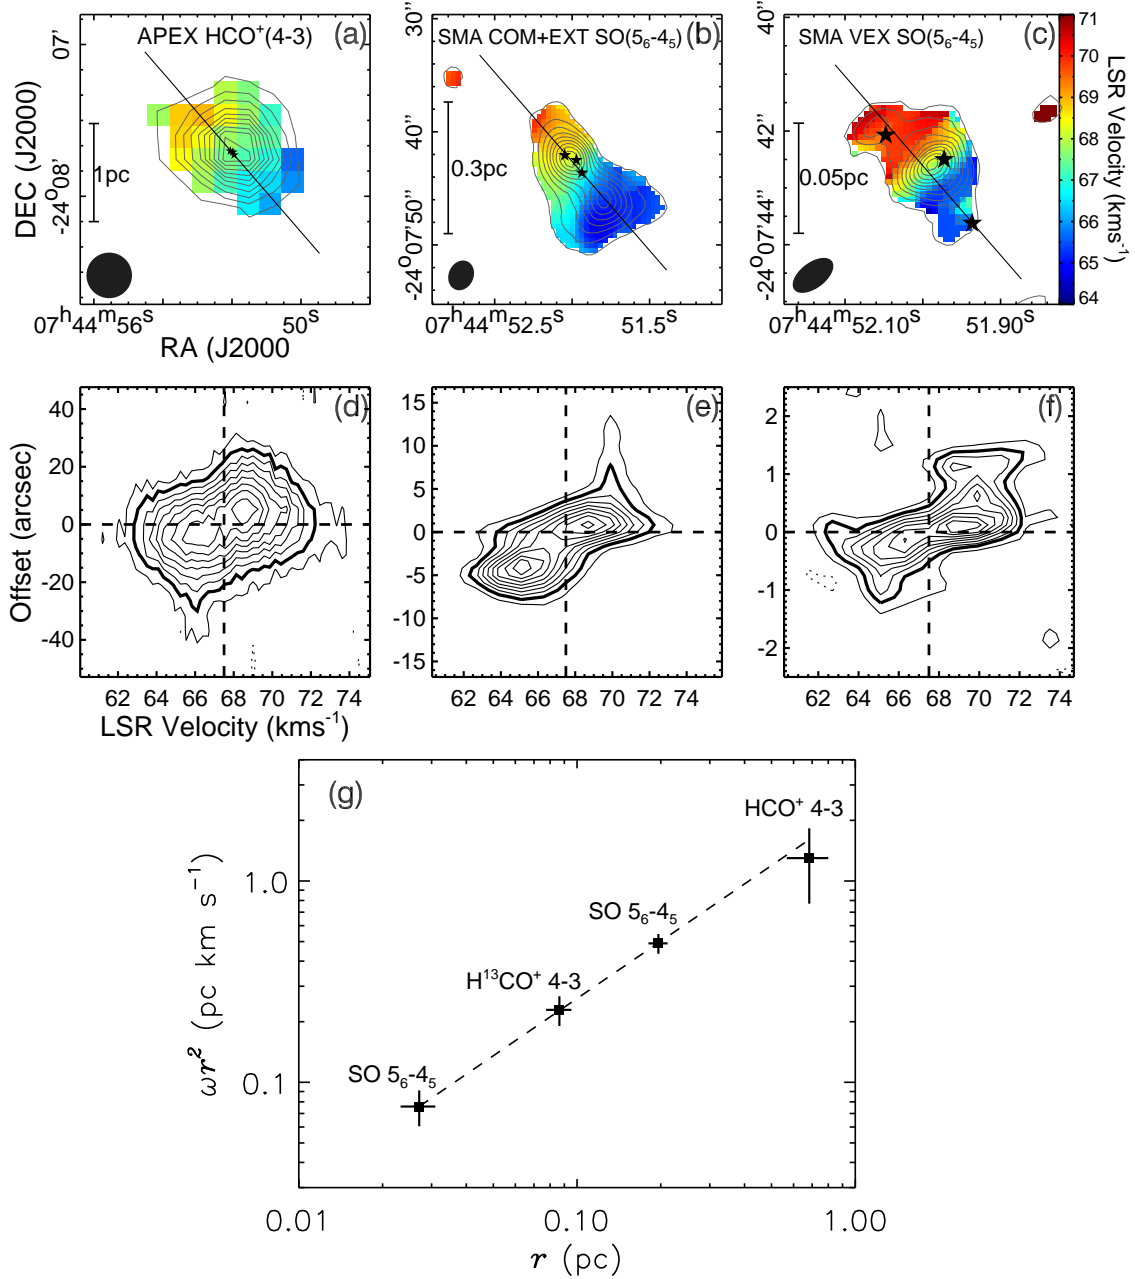 APEX HCO⁺(4-3) (a)
SMA COM+EXT SO(5₆-4₅) (b)
SMA VEX SO(5₆-4₅) (c)
DEC (J2000)
07'
-24°08'
1pc
07ʰ44ᵐ56ˢ 50ˢ
RA (J2000
30"
40"
-24°07'50"
0.3pc
07ʰ44ᵐ52.5ˢ 51.5ˢ
40"
42"
-24°07'44"
0.05pc
07ʰ44ᵐ52.10ˢ 51.90ˢ
71
70
69
68
67
66
65
64
LSR Velocity (kms⁻¹)
(d)
Offset (arcsec)
40
20
0
-20
-40
62 64 66 68 70 72 74
LSR Velocity (kms⁻¹)
(e)
15
10
5
0
-5
-10
-15
62 64 66 68 70 72 74
(f)
2
1
0
-1
-2
62 64 66 68 70 72 74
(g)
HCO⁺ 4-3
SO 5₆-4₅
H¹³CO⁺ 4-3
SO 5₆-4₅
ωr² (pc km s⁻¹)
1.0
0.1
0.01 0.10 1.00
r (pc)